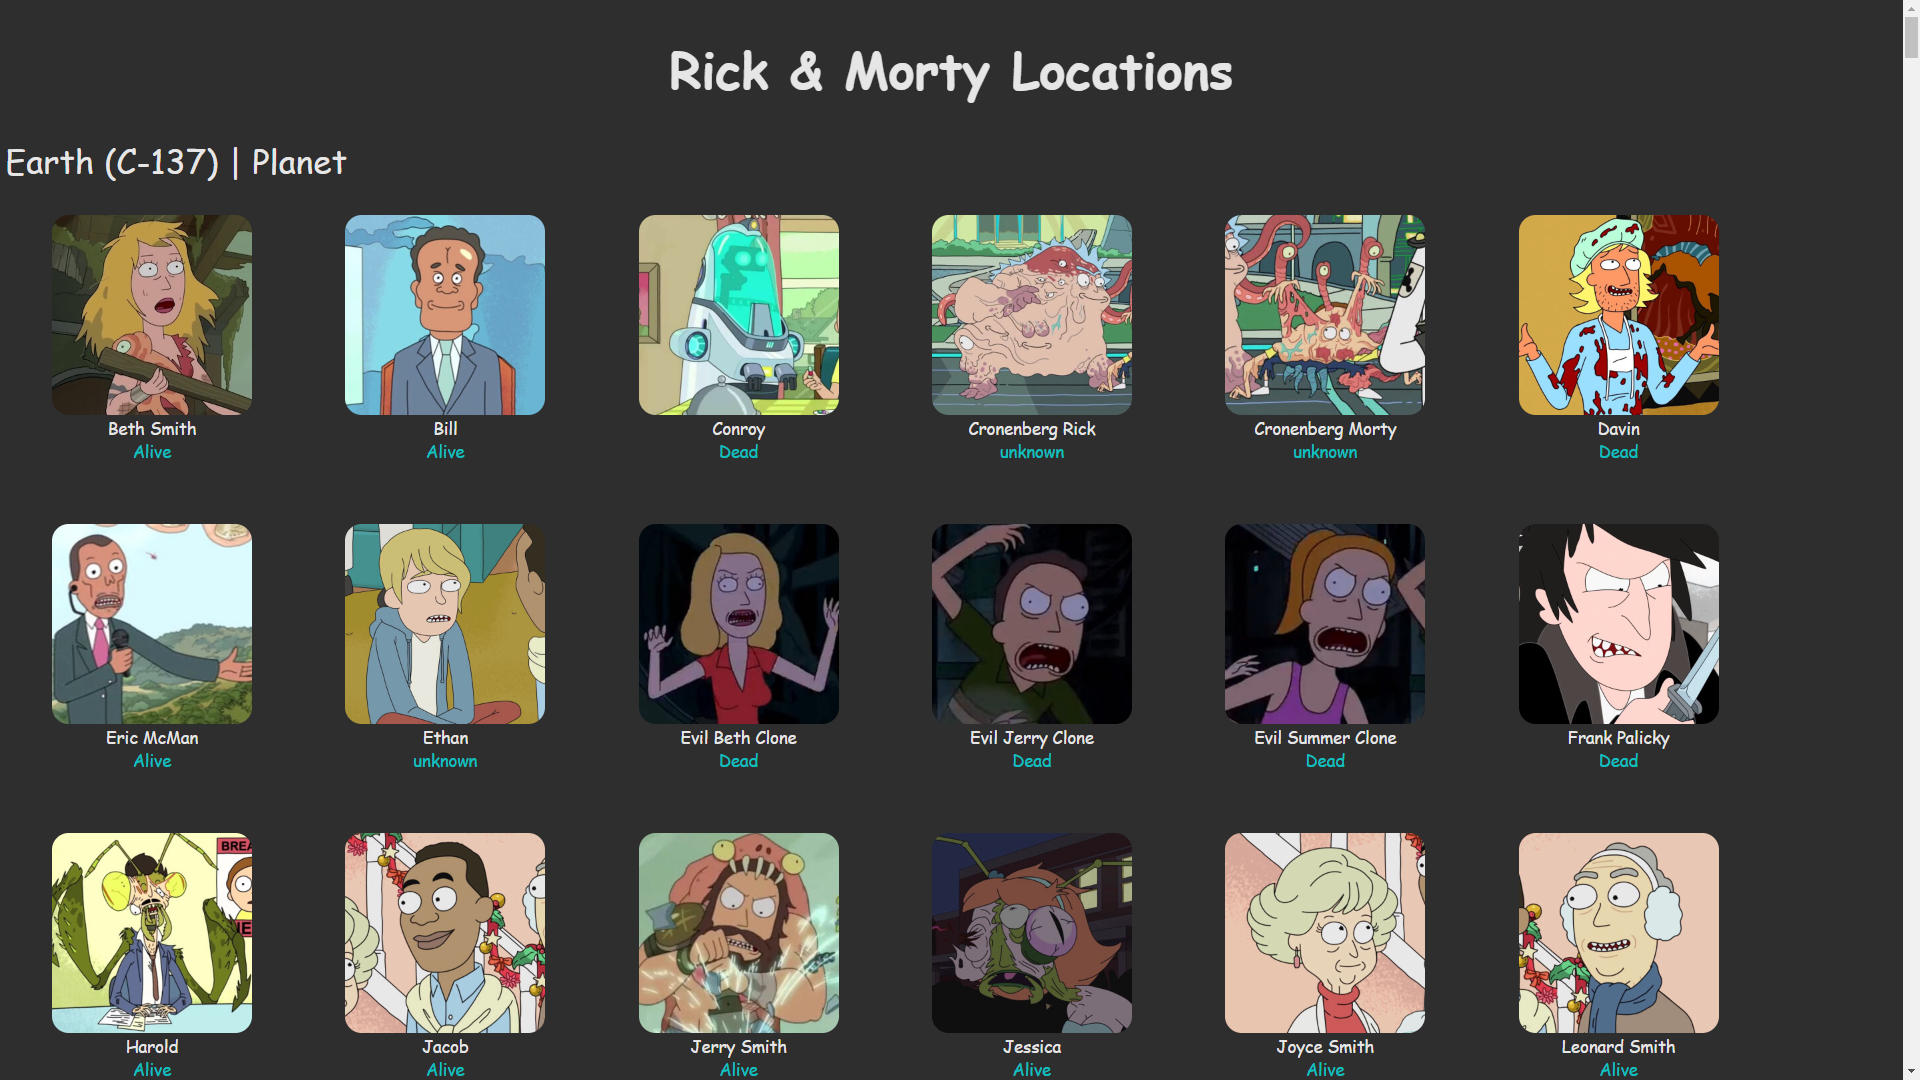 Rick & Morty Locations
Earth (C-137) | Planet
Beth Smith
Alive
Bill
Alive
Conroy
Dead
Cronenberg Rick
unknown
Cronenberg Morty
unknown
Davin
Dead
Eric McMan
Alive
Ethan
unknown
Evil Beth Clone
Dead
Evil Jerry Clone
Dead
Evil Summer Clone
Dead
Frank Palicky
Dead
BREA
NE
Harold
Alive
Jacob
Alive
Jerry Smith
Alive
Jessica
Alive
Joyce Smith
Alive
Leonard Smith
Alive